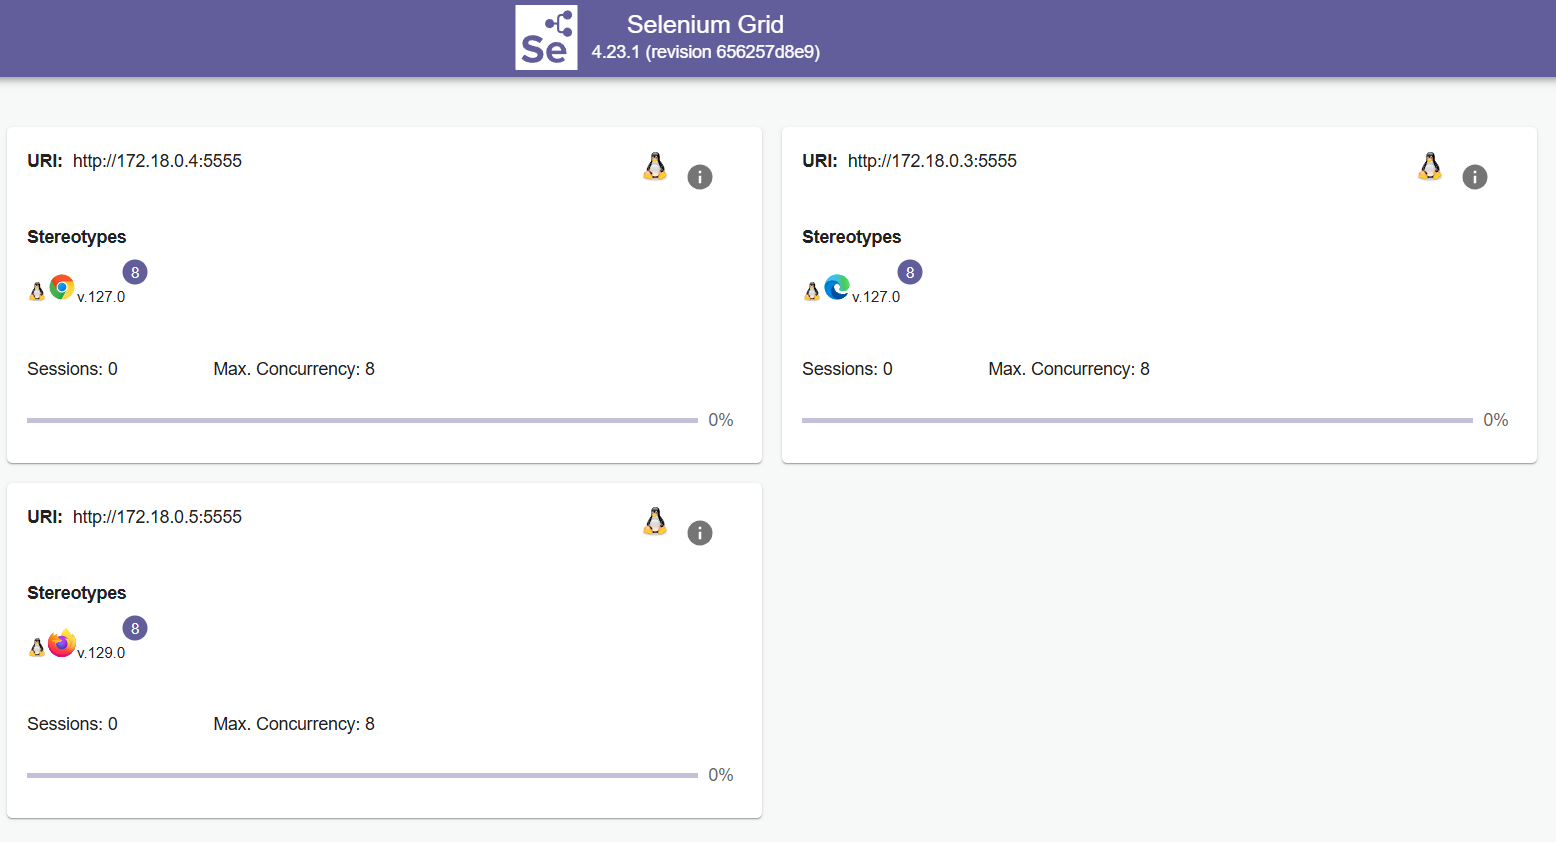 Se
Selenium Grid
4.23.1 (revision 656257d8e9)
URI: http://172.18.0.4:5555
Stereotypes
8
v.127.0
Sessions: 0 Max. Concurrency: 8
0%
URI: http://172.18.0.3:5555
Stereotypes
8
v.127.0
Sessions: 0 Max. Concurrency: 8
0%
URI: http://172.18.0.5:5555
Stereotypes
8
v.129.0
Sessions: 0 Max. Concurrency: 8
0%